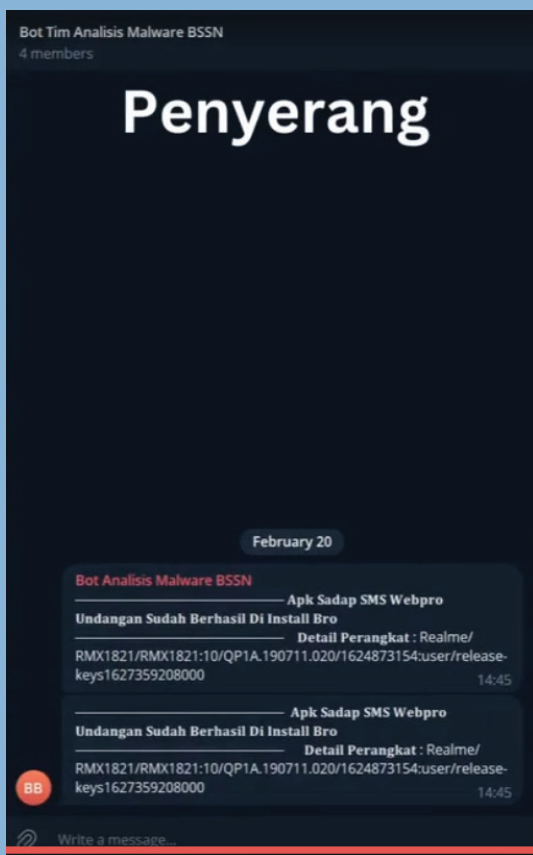 Bot Tim Analisis Malware BSSN
4 members
Penyerang
February 20
Bot Analisis Malware BSSN
Apk Sadap SMS Webpro
Undangan Sudah Berhasil Di Install Bro
Detail Perangkat : Realme/
RMX1821/RMX1821:10/QP1A.190711.020/1624873154:user/release-
keys1627359208000
14:45
Apk Sadap SMS Webpro
Undangan Sudah Berhasil Di Install Bro
Detail Perangkat : Realme/
RMX1821/RMX1821:10/QP1A.190711.020/1624873154:user/release-
keys1627359208000
14:45
BB
Write a message...